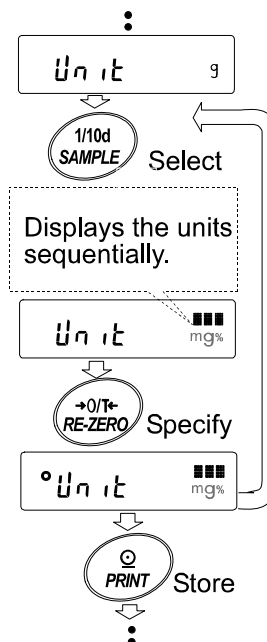 Unit g
1/10d
SAMPLE Select
Displays the units
sequentially.
Unit mg%
→0/T←
RE-ZERO Specify
°Unit mg%
PRINT Store